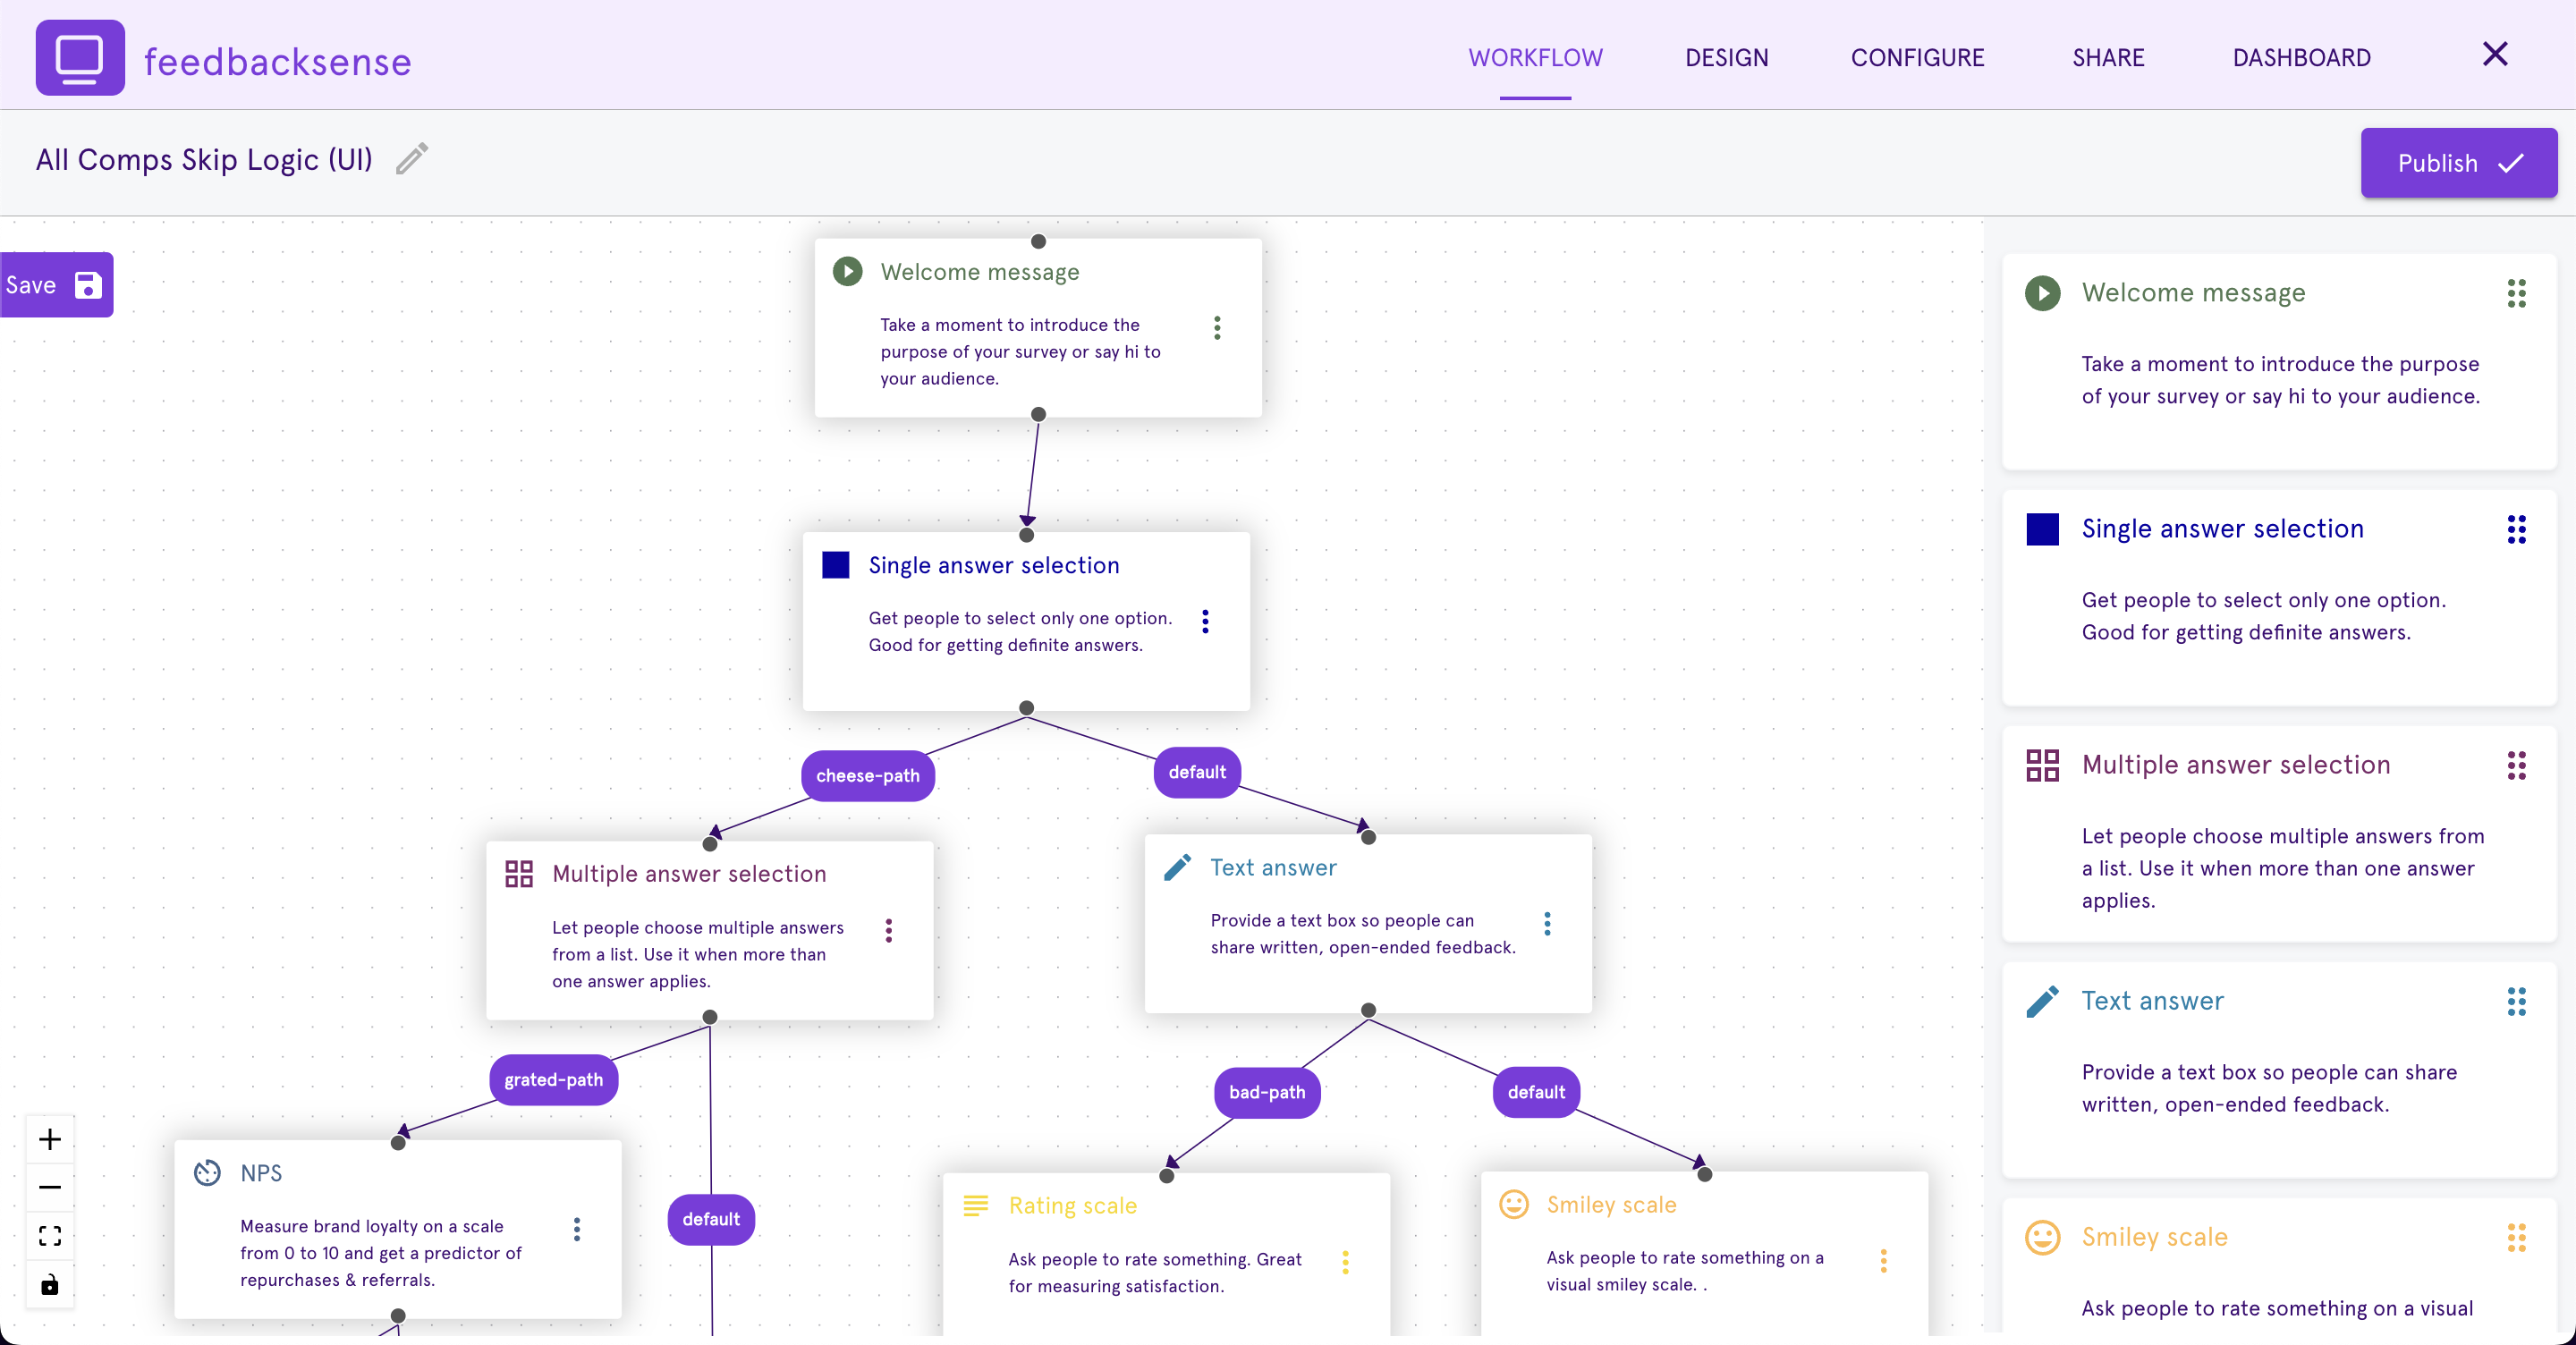 feedbacksense
WORKFLOW
DESIGN
CONFIGURE
SHARE
DASHBOARD
All Comps Skip Logic (UI)
Publish
Save
Welcome message
Take a moment to introduce the
purpose of your survey or say hi to
your audience.
Single answer selection
Get people to select only one option.
Good for getting definite answers.
cheese-path
default
Multiple answer selection
Let people choose multiple answers
from a list. Use it when more than
one answer applies.
Text answer
Provide a text box so people can
share written, open-ended feedback.
grated-path
bad-path
default
NPS
Measure brand loyalty on a scale
from 0 to 10 and get a predictor of
repurchases & referrals.
default
Rating scale
Ask people to rate something. Great
for measuring satisfaction.
Smiley scale
Ask people to rate something on a
visual smiley scale. .
Welcome message
Take a moment to introduce the purpose
of your survey or say hi to your audience.
Single answer selection
Get people to select only one option.
Good for getting definite answers.
Multiple answer selection
Let people choose multiple answers from
a list. Use it when more than one answer
applies.
Text answer
Provide a text box so people can share
written, open-ended feedback.
Smiley scale
Ask people to rate something on a visual